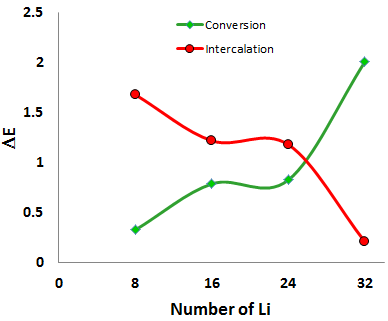 2.5
Conversion
Intercalation
2
1.5
ΔE
1
0.5
0
0 8 16 24 32
Number of Li